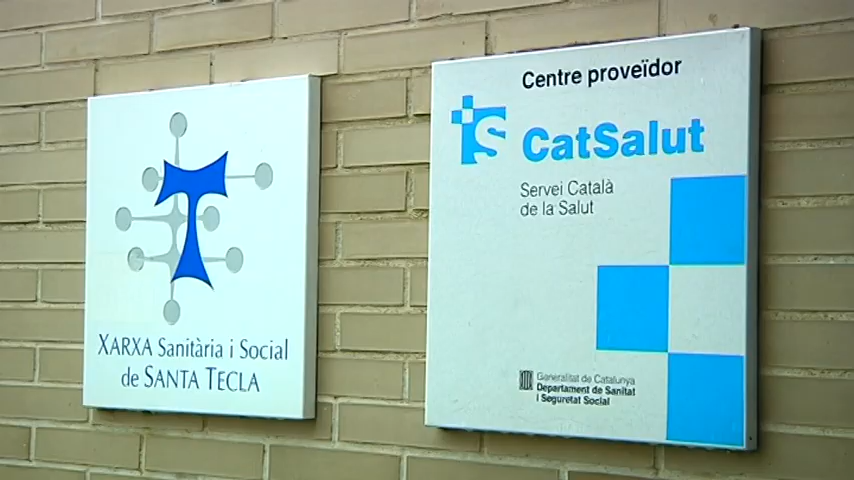 XARXA Sanitària i Social
de SANTA TECLA
Centre proveïdor
CatSalut
Servei Català
de la Salut
Generalitat de Catalunya
Departament de Sanitat
i Seguretat Social